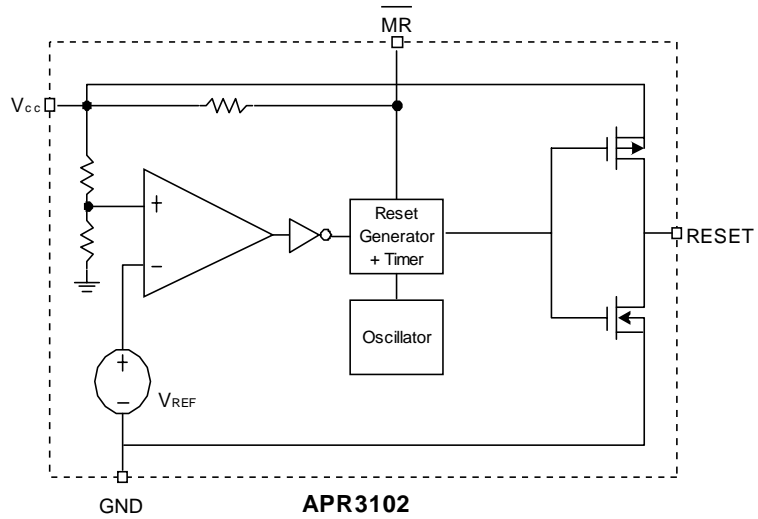 MR
Vcc
+
−
Reset
Generator
+ Timer
RESET
Oscillator
+
−
VREF
GND
APR3102